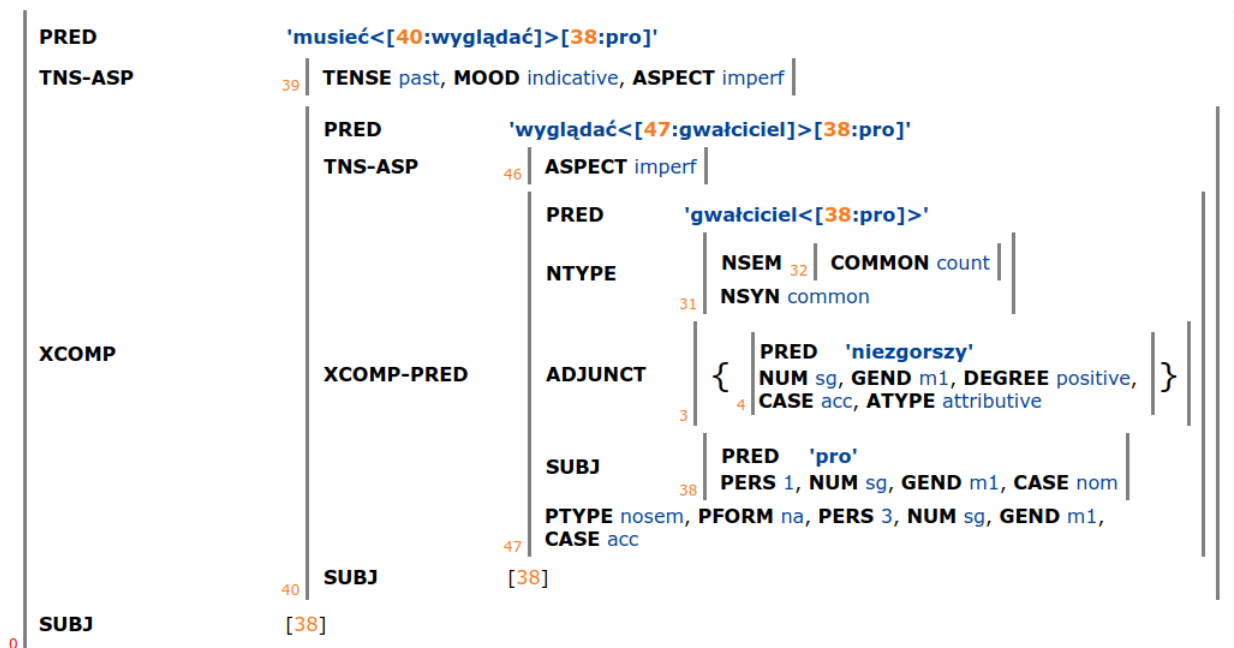 PRED 'musieć<[40:wyglądać]>[38:pro]'
TNS-ASP 39 TENSE past, MOOD indicative, ASPECT imperf
PRED 'wyglądać<[47:gwałciciel]>[38:pro]'
TNS-ASP 46 ASPECT imperf
PRED 'gwałciciel<[38:pro]>'
NTYPE 31 NSEM 32 COMMON count
NSYN common
XCOMP
XCOMP-PRED
ADJUNCT 3 { 4 PRED 'niezgorszy'
NUM sg, GEND m1, DEGREE positive,
CASE acc, ATYPE attributive }
SUBJ 38 PRED 'pro'
PERS 1, NUM sg, GEND m1, CASE nom
PTYPE nosem, PFORM na, PERS 3, NUM sg, GEND m1,
47 CASE acc
40 SUBJ [38]
0 SUBJ [38]